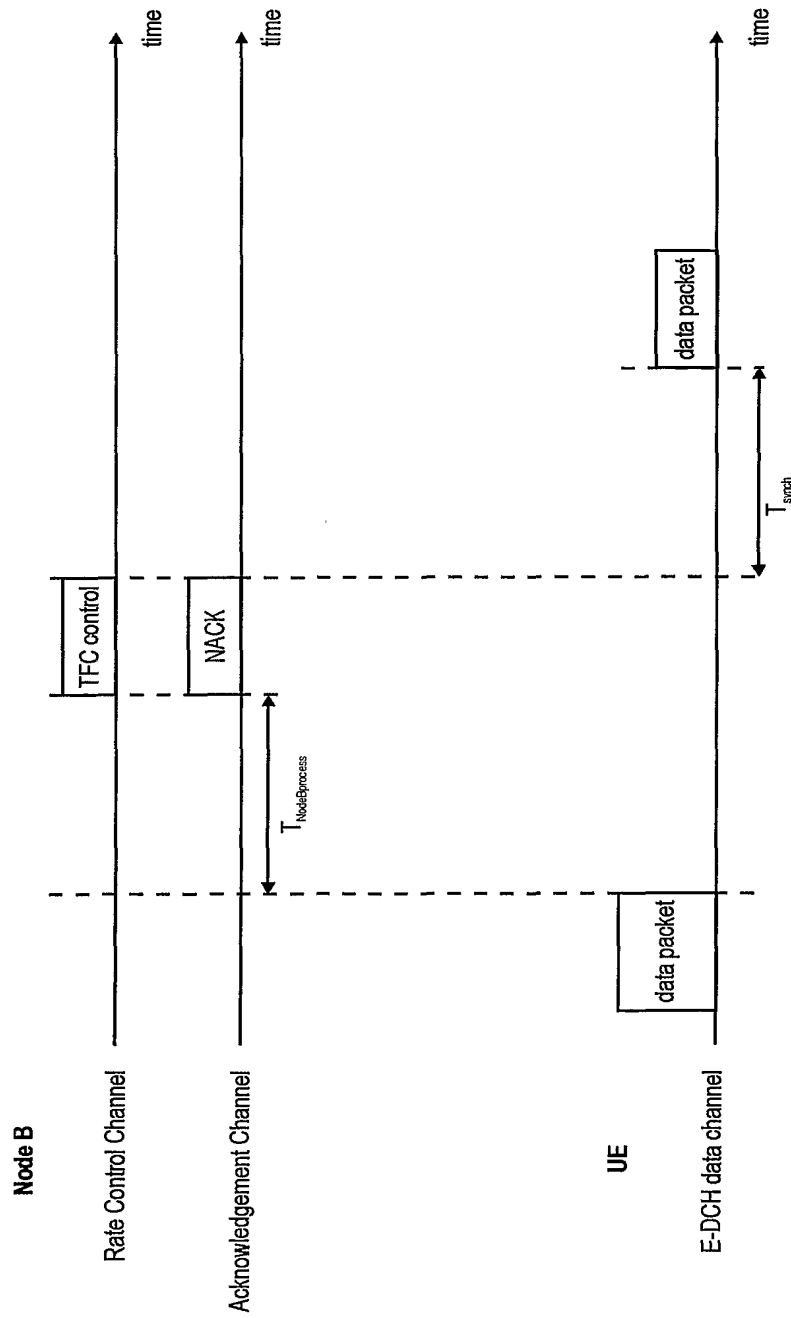 Node B
Rate Control Channel
TFC control
time
Acknowledgement Channel
NACK
time
T_NodeBprocess
UE
E-DCH data channel
data packet
data packet
time
T_synch